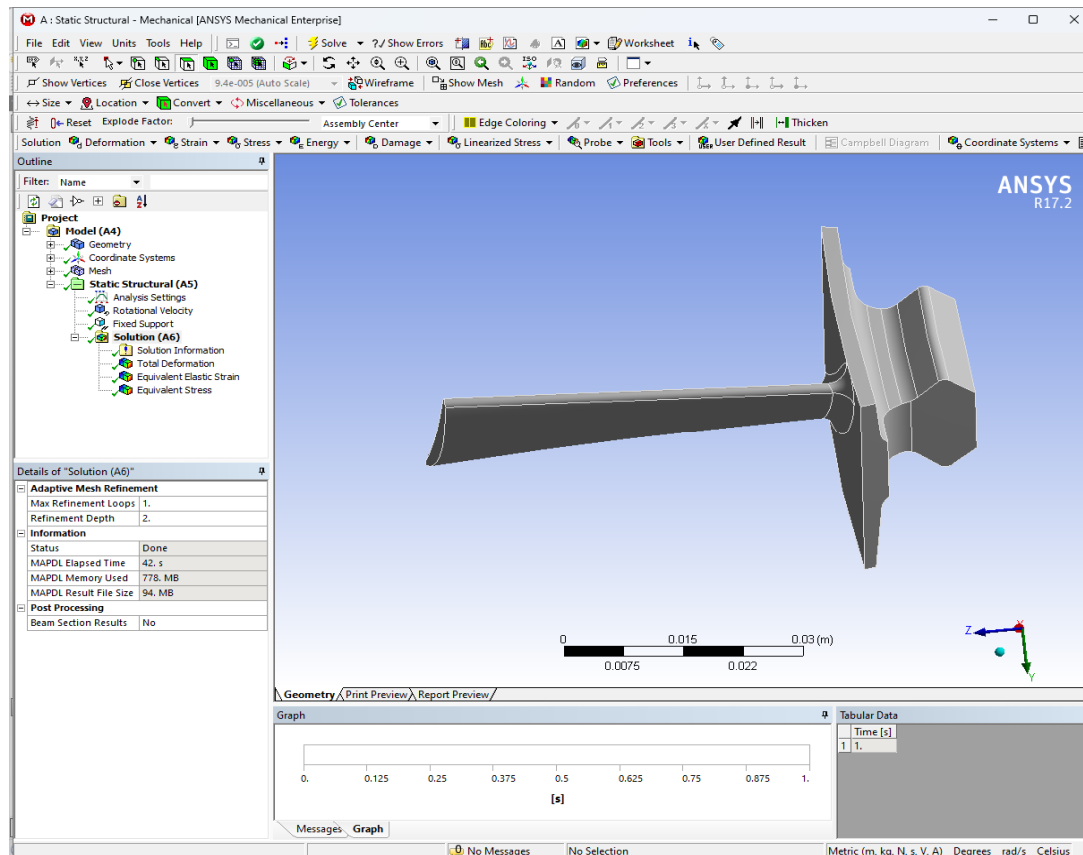 A : Static Structural - Mechanical [ANSYS Mechanical Enterprise]
File Edit View Units Tools Help Solve ?/ Show Errors Worksheet
Show Vertices Close Vertices 9.4e-005 (Auto Scale) Wireframe Show Mesh Random Preferences
Size Location Convert Miscellaneous Tolerances
Reset Explode Factor: Assembly Center Edge Coloring Thicken
Solution Deformation Strain Stress Energy Damage Linearized Stress Probe Tools User Defined Result Campbell Diagram Coordinate Systems
Outline
Filter: Name
Project
Model (A4)
Geometry
Coordinate Systems
Mesh
Static Structural (A5)
Analysis Settings
Rotational Velocity
Fixed Support
Solution (A6)
Solution Information
Total Deformation
Equivalent Elastic Strain
Equivalent Stress
Details of "Solution (A6)"
Adaptive Mesh Refinement
Max Refinement Loops 1.
Refinement Depth 2.
Information
Status Done
MAPDL Elapsed Time 42. s
MAPDL Memory Used 778. MB
MAPDL Result File Size 94. MB
Post Processing
Beam Section Results No
ANSYS
R17.2
0 0.015 0.03 (m)
0.0075 0.022
Z X
Y
Geometry Print Preview Report Preview
Graph
0. 0.125 0.25 0.375 0.5 0.625 0.75 0.875 1.
[s]
Messages Graph
Tabular Data
Time [s]
1 1.
No Messages No Selection Metric (m, kg, N, s, V, A) Degrees rad/s Celsius